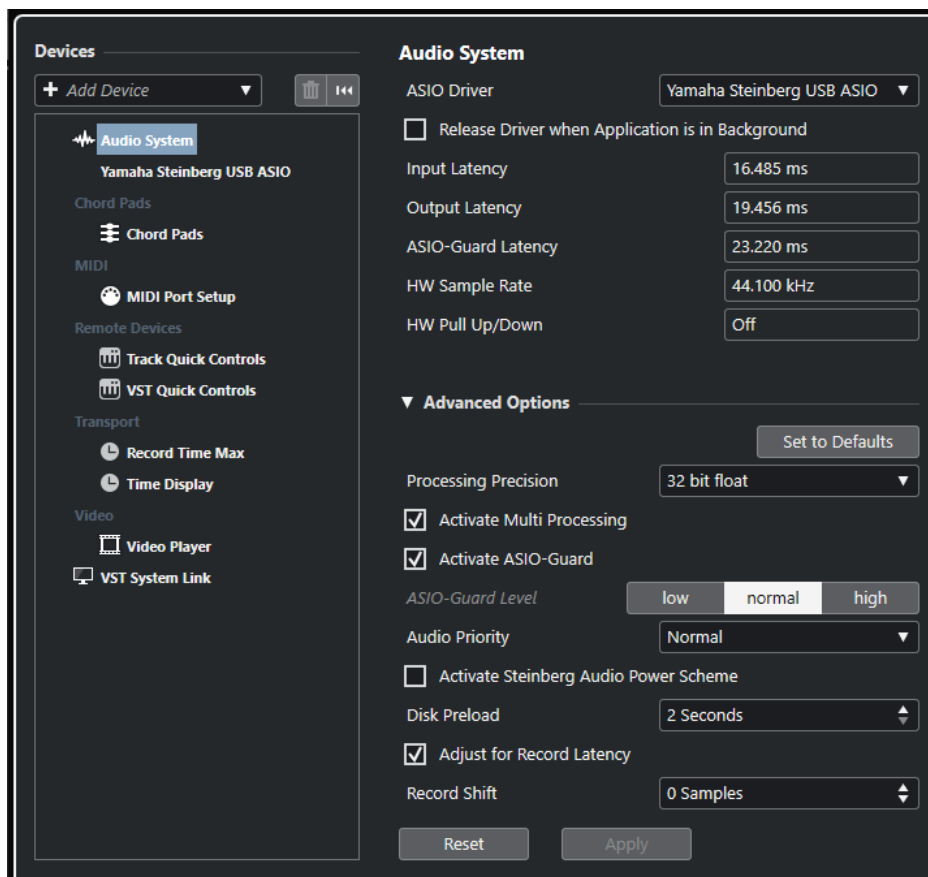 Devices
Add Device
Audio System
Yamaha Steinberg USB ASIO
Chord Pads
Chord Pads
MIDI
MIDI Port Setup
Remote Devices
Track Quick Controls
VST Quick Controls
Transport
Record Time Max
Time Display
Video
Video Player
VST System Link
Audio System
ASIO Driver Yamaha Steinberg USB ASIO
Release Driver when Application is in Background
Input Latency 16.485 ms
Output Latency 19.456 ms
ASIO-Guard Latency 23.220 ms
HW Sample Rate 44.100 kHz
HW Pull Up/Down Off
Advanced Options
Set to Defaults
Processing Precision 32 bit float
Activate Multi Processing
Activate ASIO-Guard
ASIO-Guard Level low normal high
Audio Priority Normal
Activate Steinberg Audio Power Scheme
Disk Preload 2 Seconds
Adjust for Record Latency
Record Shift 0 Samples
Reset Apply